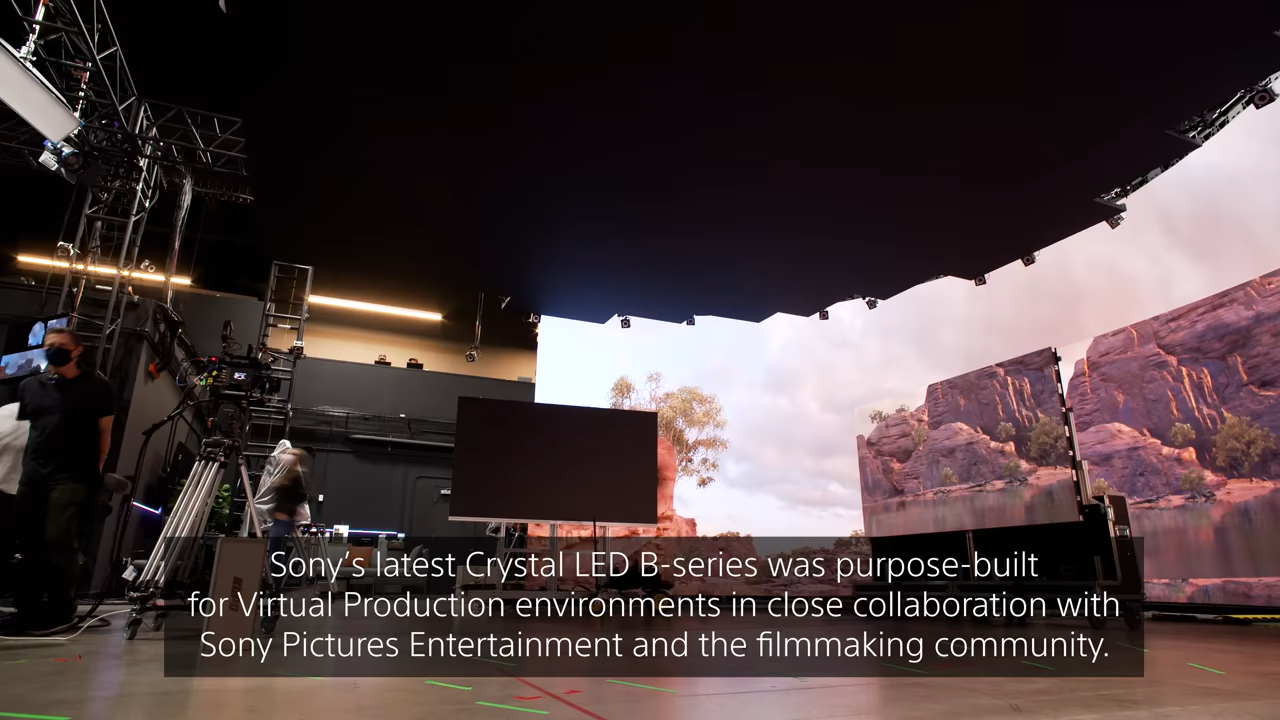 Sony's latest Crystal LED B-series was purpose-built
for Virtual Production environments in close collaboration with
Sony Pictures Entertainment and the filmmaking community.